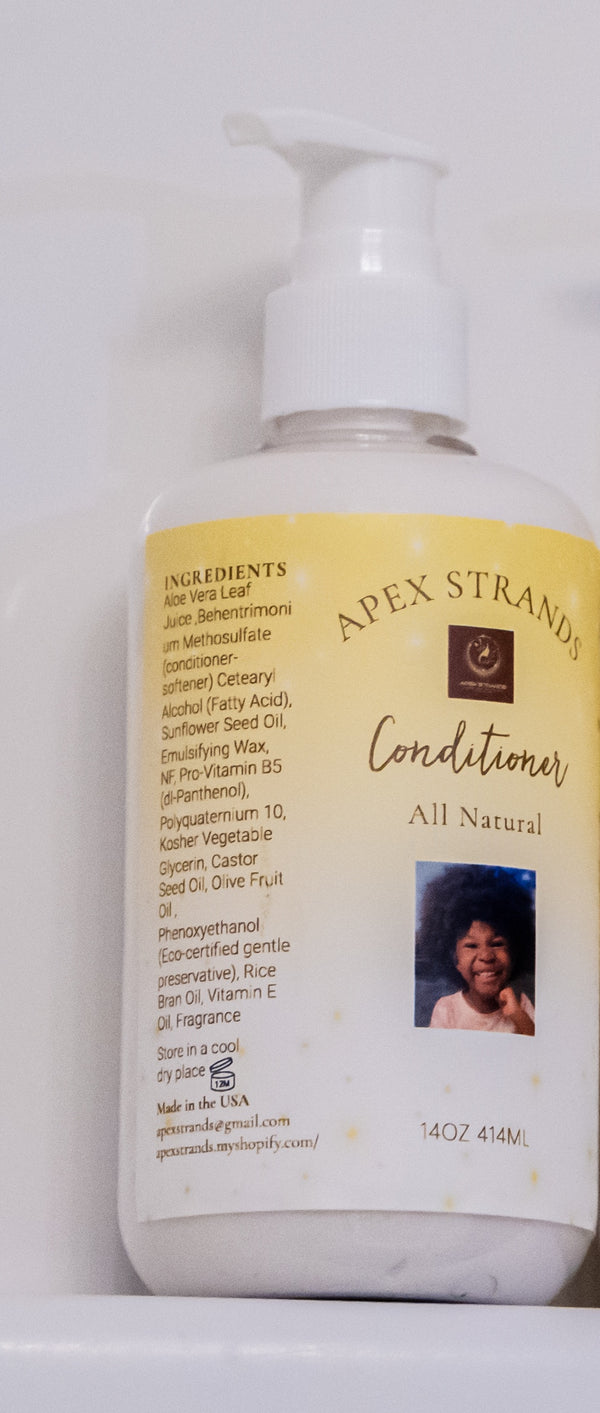 INGREDIENTS
Aloe Vera Leaf
Juice ,Behentrimoni
um Methosulfate
(conditioner-
softener) Cetearyl
Alcohol (Fatty Acid),
Sunflower Seed Oil,
Emulsifying Wax,
NF, Pro-Vitamin B5
(dl-Panthenol),
Polyquaternium 10,
Kosher Vegetable
Glycerin, Castor
Seed Oil, Olive Fruit
Oil ,
Phenoxyethanol
(Eco-certified gentle
preservative), Rice
Bran Oil, Vitamin E
Oil, Fragrance
Store in a cool
dry place
12M
Made in the USA
apexstrands@gmail.com
apexstrands.myshopify.com/
APEX STRANDS
APEX STRANDS
Conditioner
All Natural
14OZ 414ML